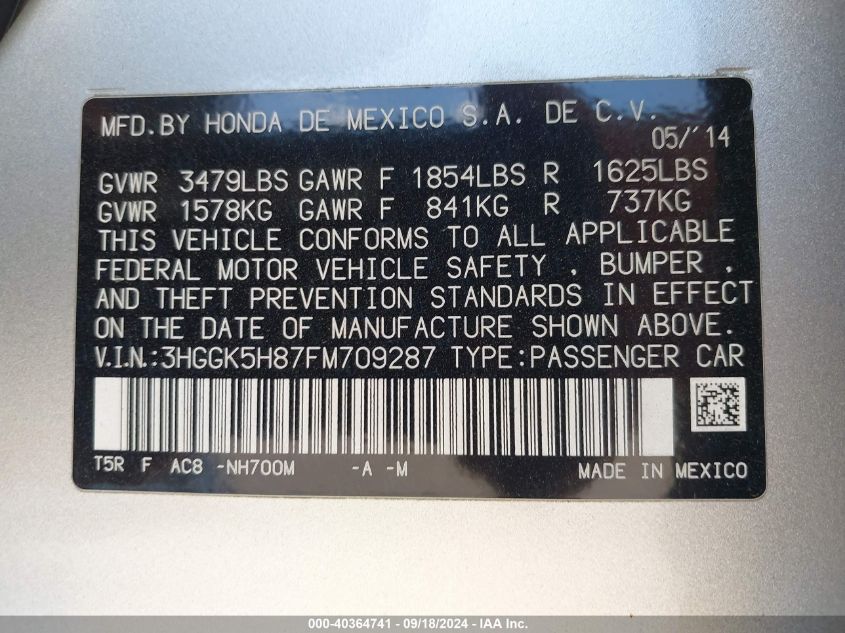 MFD.BY HONDA DE MEXICO S.A. DE C.V.
05/'14
GVWR 3479LBS GAWR F 1854LBS R 1625LBS
GVWR 1578KG GAWR F 841KG R 737KG
THIS VEHICLE CONFORMS TO ALL APPLICABLE
FEDERAL MOTOR VEHICLE SAFETY , BUMPER ,
AND THEFT PREVENTION STANDARDS IN EFFECT
ON THE DATE OF MANUFACTURE SHOWN ABOVE.
V.I.N.:3HGGK5H87FM709287 TYPE:PASSENGER CAR
T5R F AC8 -NH700M -A -M MADE IN MEXICO
000-40364741 - 09/18/2024 - IAA Inc.